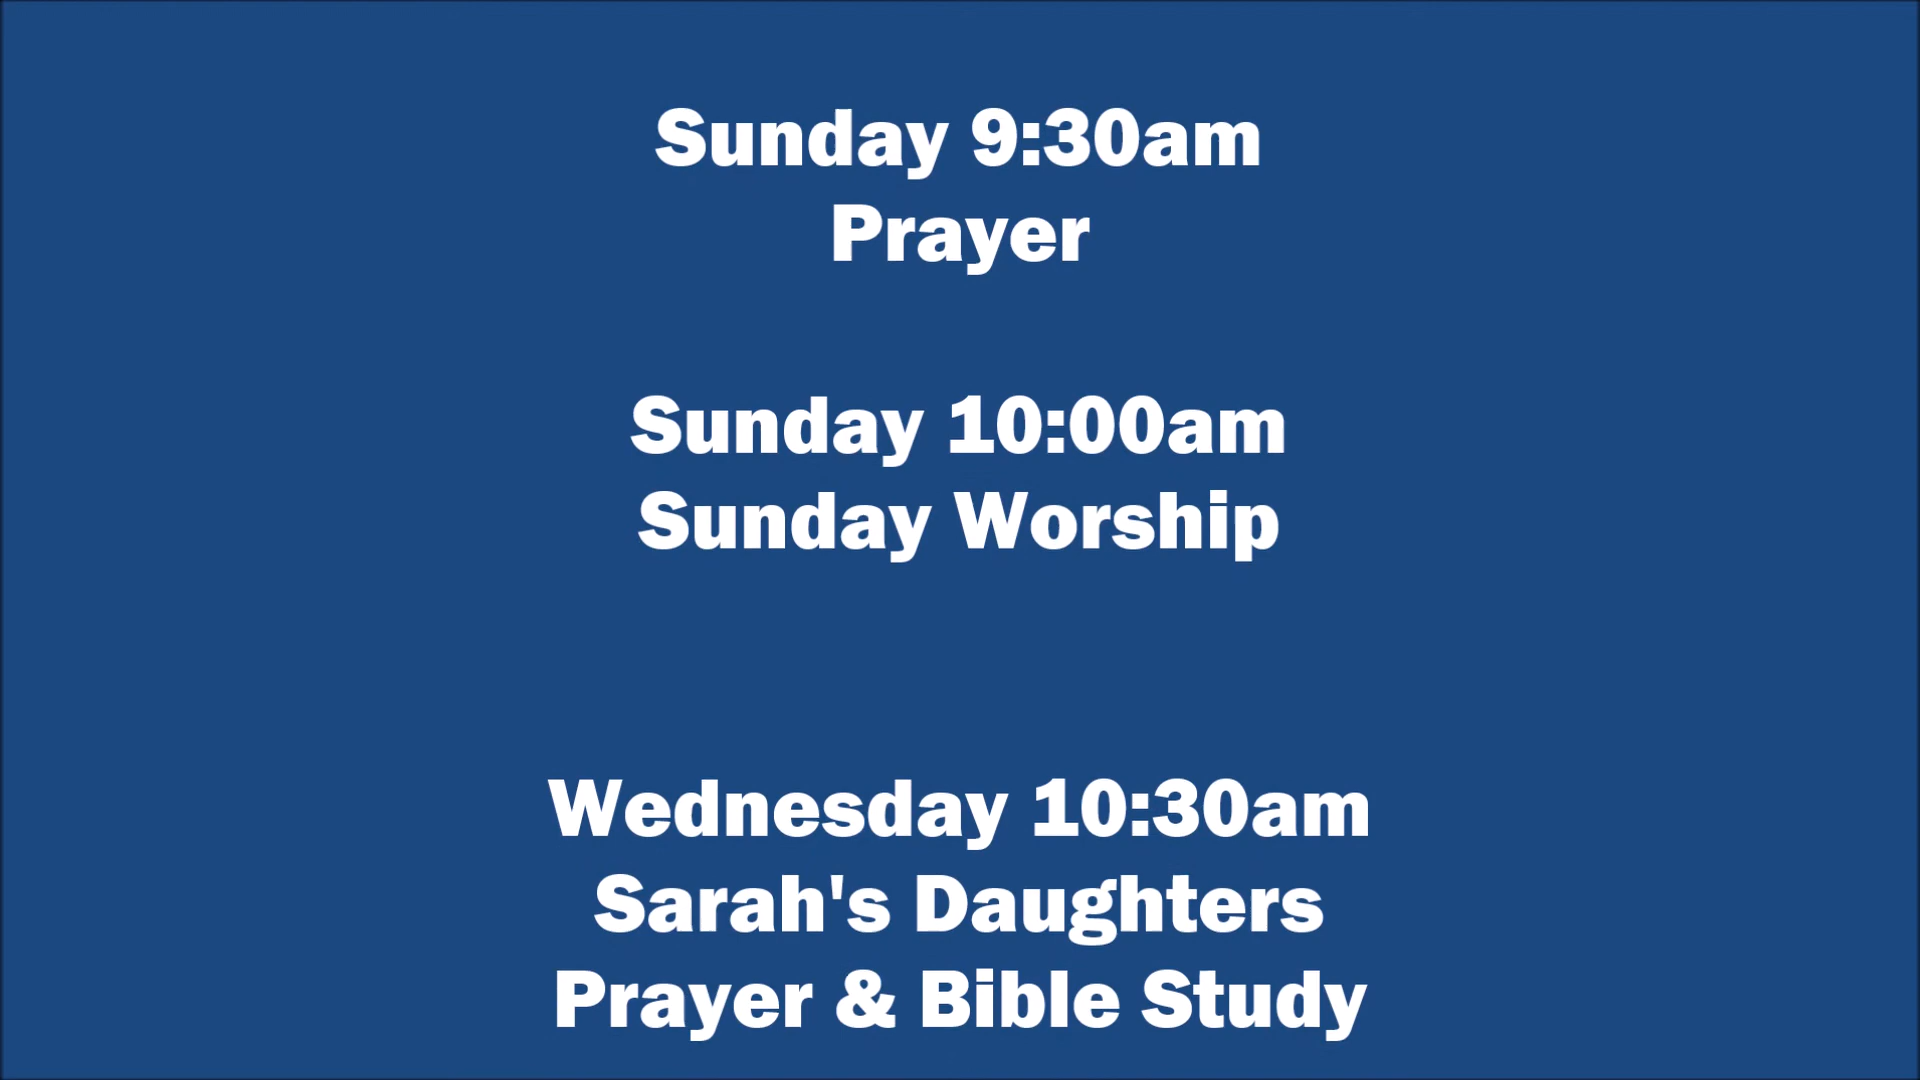 Sunday 9:30am
Prayer
Sunday 10:00am
Sunday Worship
Wednesday 10:30am
Sarah's Daughters
Prayer & Bible Study